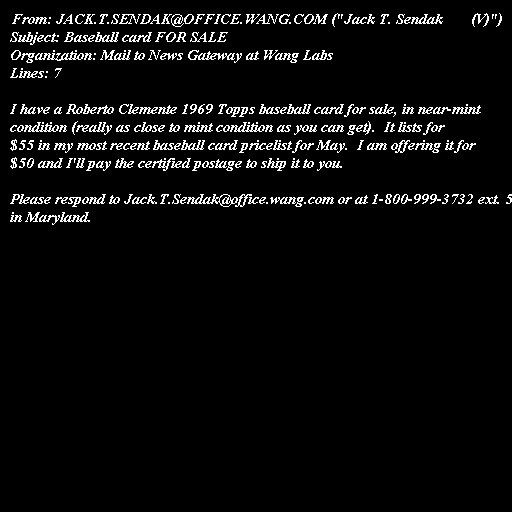 From: JACK.T.SENDAK@OFFICE.WANG.COM ("Jack T. Sendak      (V)")
Subject: Baseball card FOR SALE
Organization: Mail to News Gateway at Wang Labs
Lines: 7

I have a Roberto Clemente 1969 Topps baseball card for sale, in near-mint
condition (really as close to mint condition as you can get).  It lists for
$55 in my most recent baseball card pricelist for May.  I am offering it for
$50 and I'll pay the certified postage to ship it to you.

Please respond to Jack.T.Sendak@office.wang.com or at 1-800-999-3732 ext. 5
in Maryland.